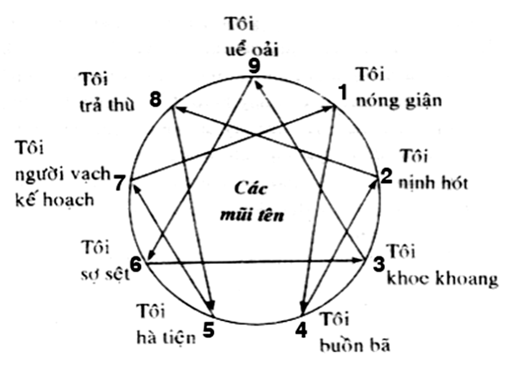 Tôi
uể oải
9
Tôi
trả thù
8
1
Tôi
nóng giận
Tôi
người vạch
kế hoạch
7
2
Tôi
nịnh hót
Các
mũi tên
Tôi
sợ sệt
6
3
Tôi
khoe khoang
Tôi
hà tiện
5
4
Tôi
buồn bã